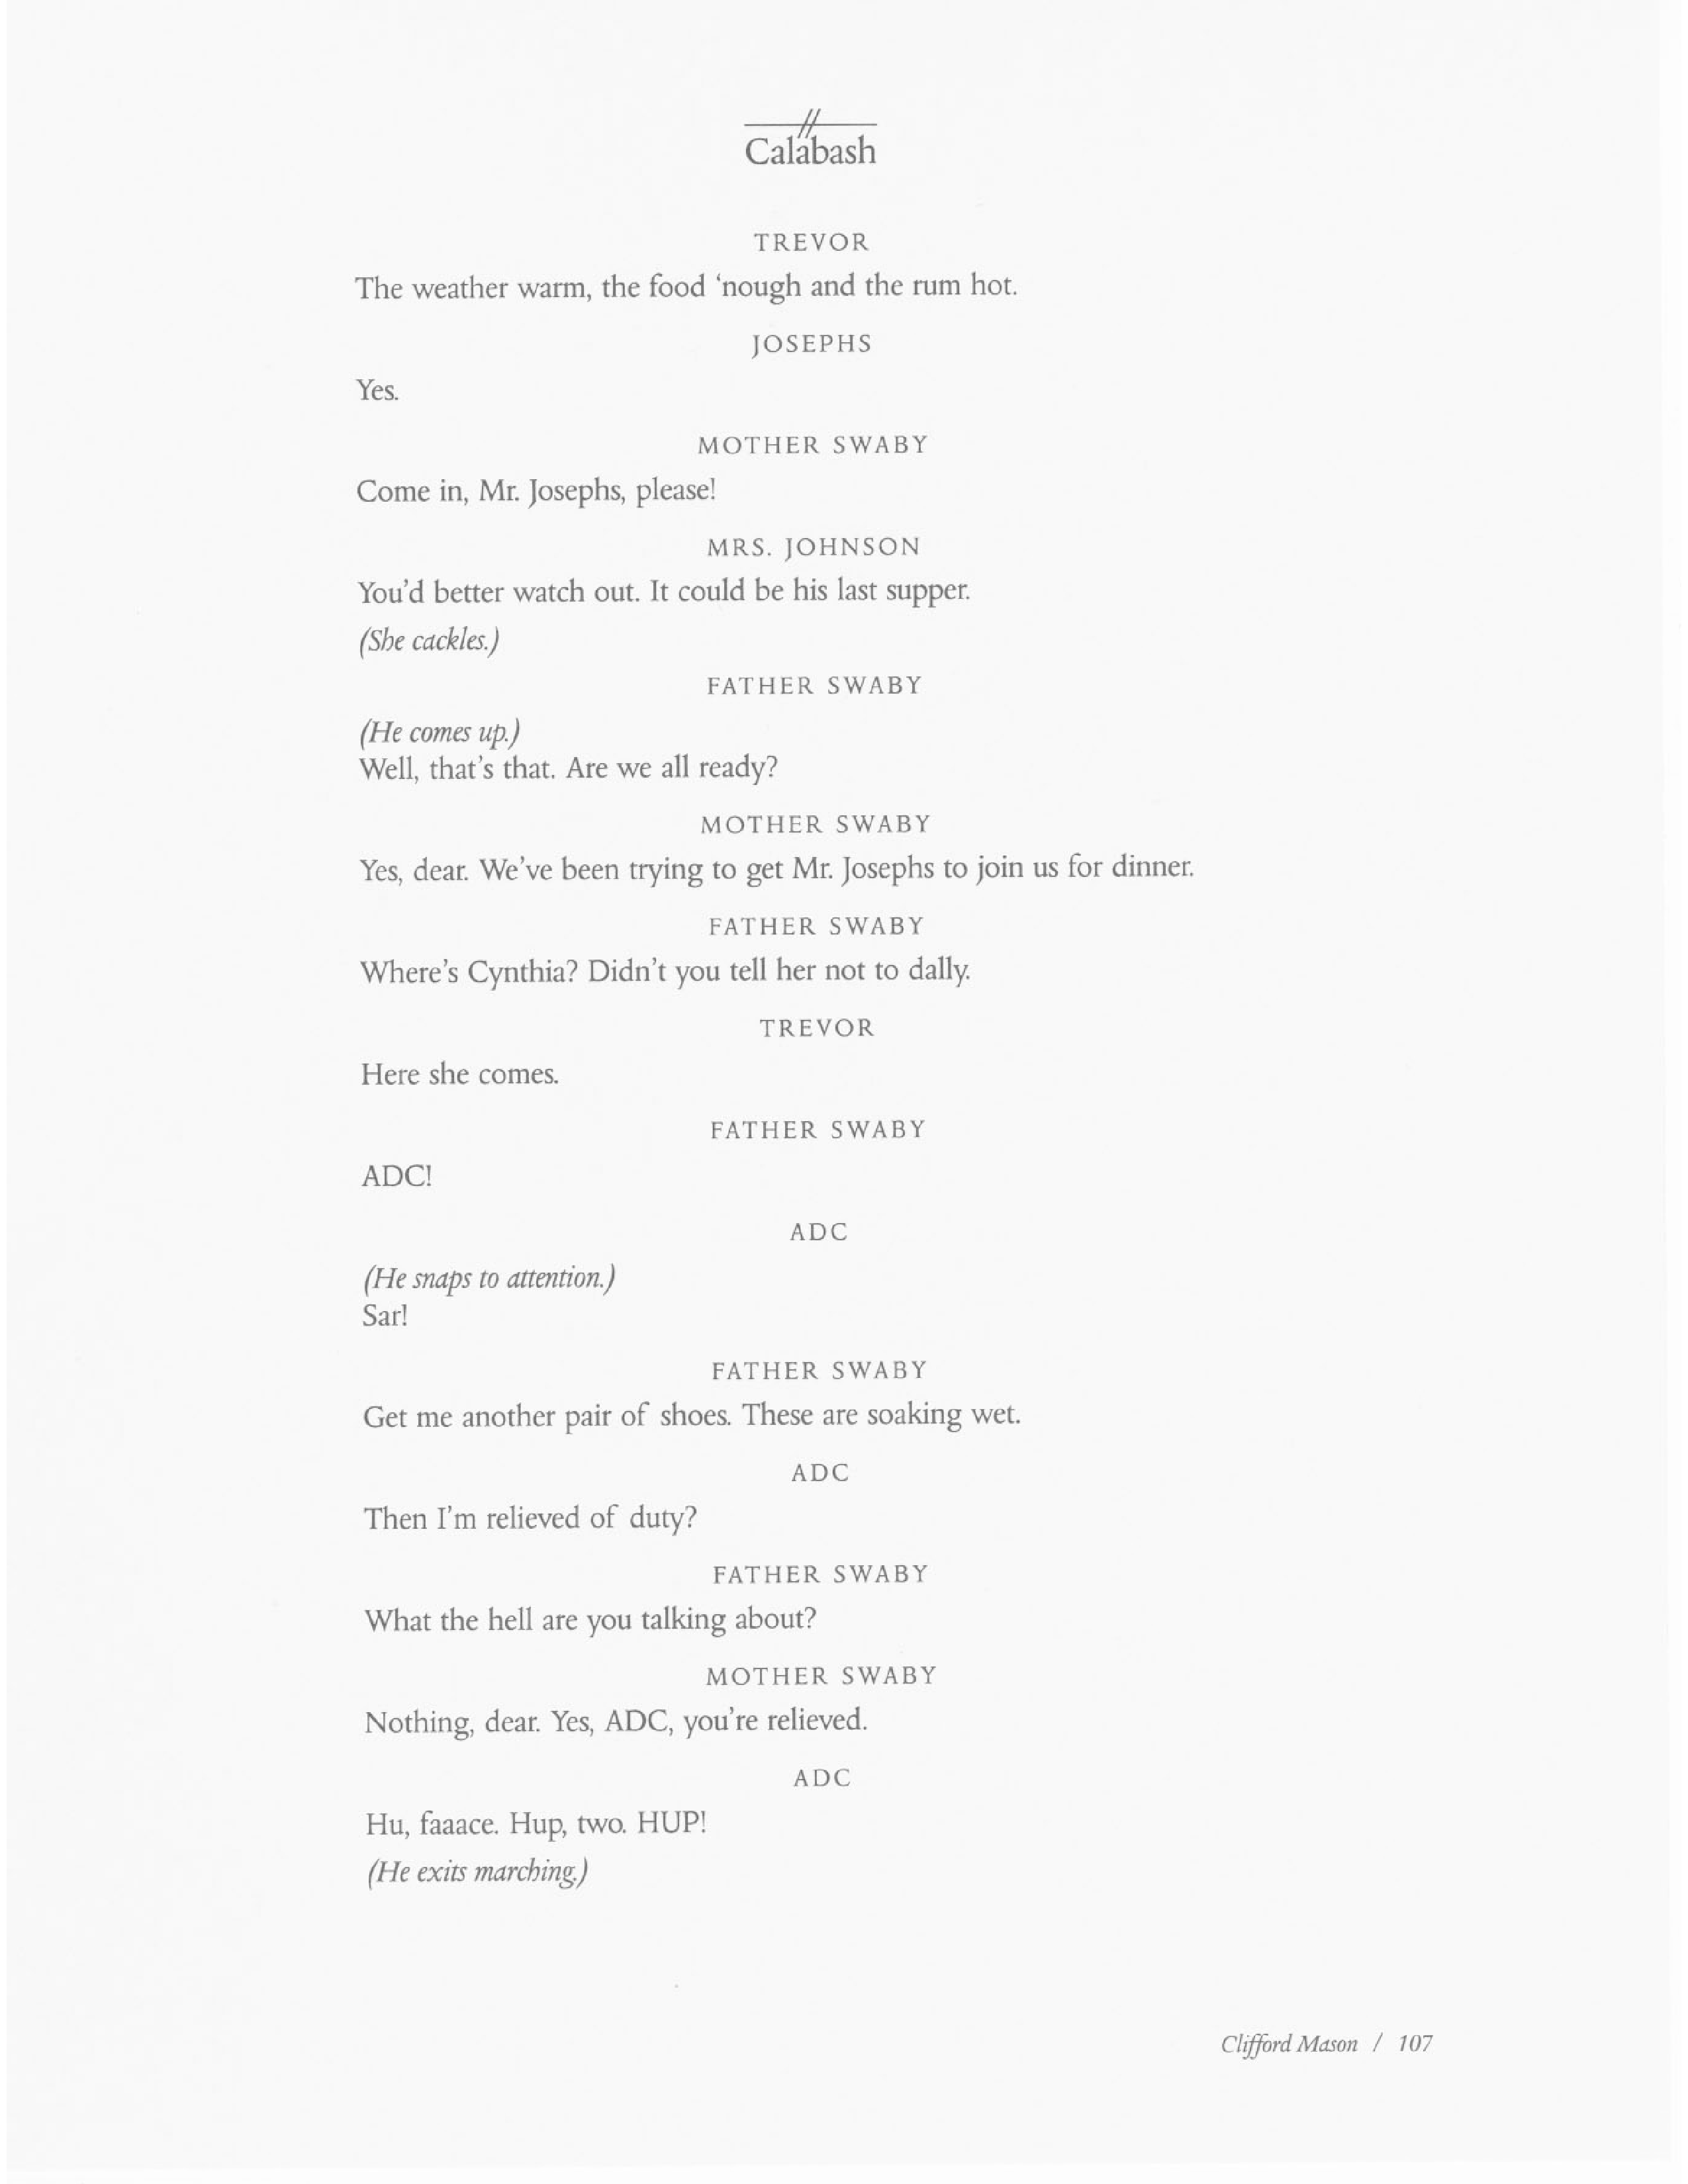 Calabash
TREVOR
The weather warm, the food ‘nough and the rum hot.
JOSEPHS
Yes.
MOTHER SWABY
Come in, Mr. Josephs, please!
MRS. JOHNSON
You’d better watch out. It could be his last supper.
(She cackles.)
FATHER SWABY
(He comes up.)
Well, that’s that. Are we all ready?
MOTHER SWABY
Yes, dear. We’ve been trying to get Mr. Josephs to join us for dinner.
FATHER SWABY
Where’s Cynthia? Didn’t you tell her not to dally.
TREVOR
Here she comes.
FATHER SWABY
ADC!
ADC
(He snaps to attention.)
Sar!
FATHER SWABY
Get me another pair of shoes. These are soaking wet.
ADC
Then I’m relieved of duty?
FATHER SWABY
What the hell are you talking about?
MOTHER SWABY
Nothing, dear. Yes, ADC, you’re relieved.
ADC
Hu, faaace. Hup, two. HUP!
(He exits marching.)
Clifford Mason / 107